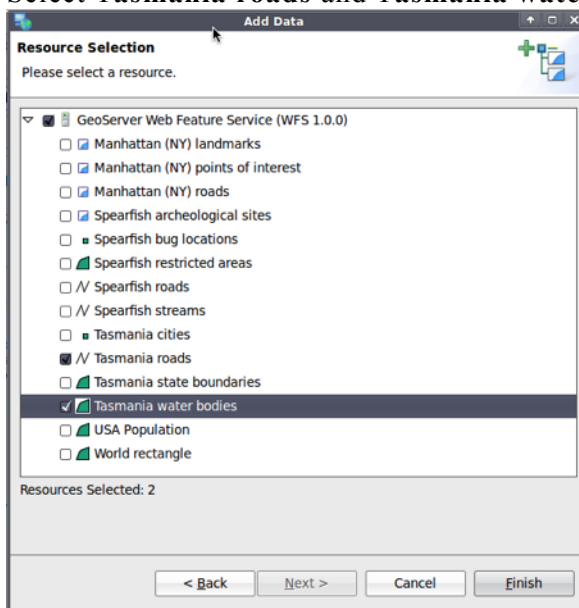 Select Tasmania roads and Tasmania Wate
Add Data
Resource Selection
Please select a resource.
GeoServer Web Feature Service (WFS 1.0.0)
Manhattan (NY) landmarks
Manhattan (NY) points of interest
Manhattan (NY) roads
Spearfish archeological sites
Spearfish bug locations
Spearfish restricted areas
Spearfish roads
Spearfish streams
Tasmania cities
Tasmania roads
Tasmania state boundaries
Tasmania water bodies
USA Population
World rectangle
Resources Selected: 2
< Back Next > Cancel Finish